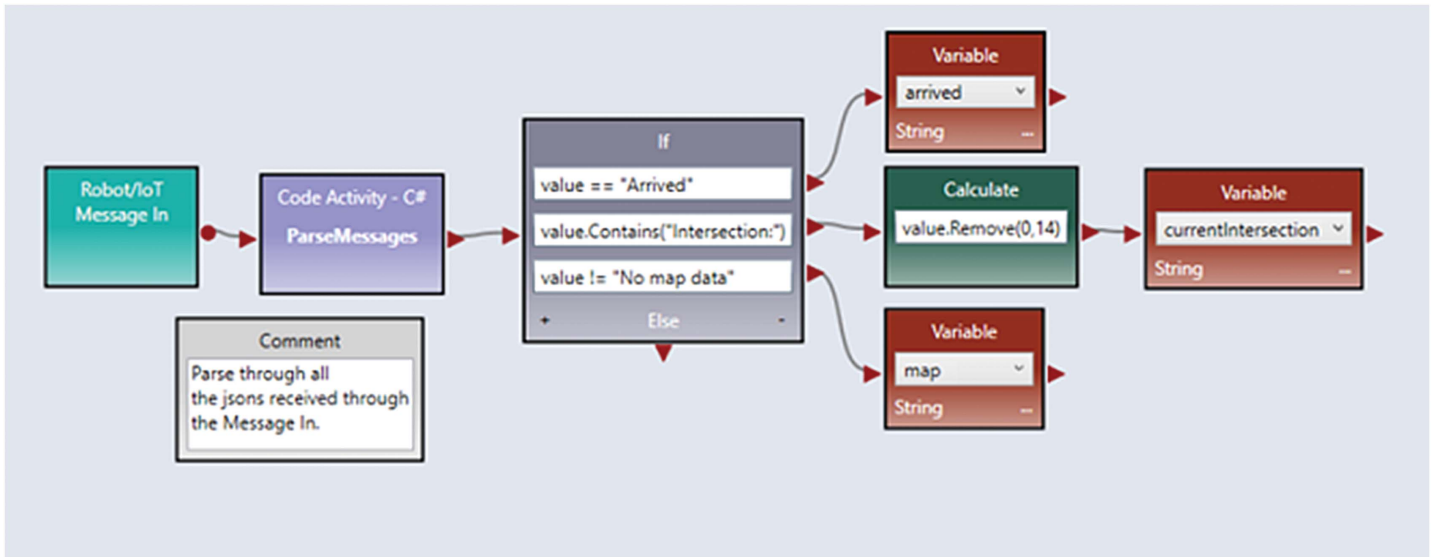 Robot/IoT
Message In
Code Activity - C#
ParseMessages
Comment
Parse through all
the jsons received through
the Message In.
If
value == "Arrived"
value.Contains("Intersection:")
value != "No map data"
+ Else -
Variable
arrived
String ...
Calculate
value.Remove(0,14)
Variable
currentIntersection
String ...
Variable
map
String ...